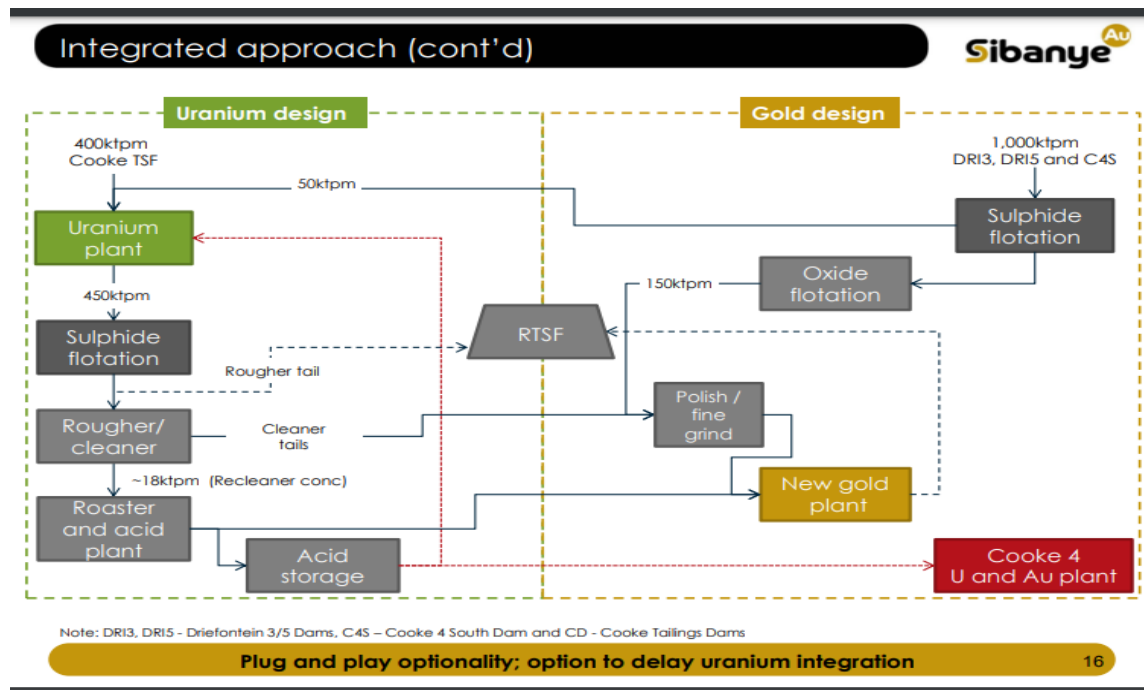 Integrated approach (cont’d)
Sibanye
Au
Uranium design
Gold design
400ktpm
Cooke TSF
1,000ktpm
DRI3, DRI5 and C4S
50ktpm
Uranium
plant
Sulphide
flotation
Oxide
flotation
150ktpm
450ktpm
RTSF
Sulphide
flotation
Rougher tail
Polish /
fine
grind
Rougher/
cleaner
Cleaner
tails
~18ktpm (Recleaner conc)
New gold
plant
Roaster
and acid
plant
Acid
storage
Cooke 4
U and Au plant
Note: DRI3, DRI5 - Driefontein 3/5 Dams, C4S – Cooke 4 South Dam and CD - Cooke Tailings Dams
Plug and play optionality; option to delay uranium integration
16